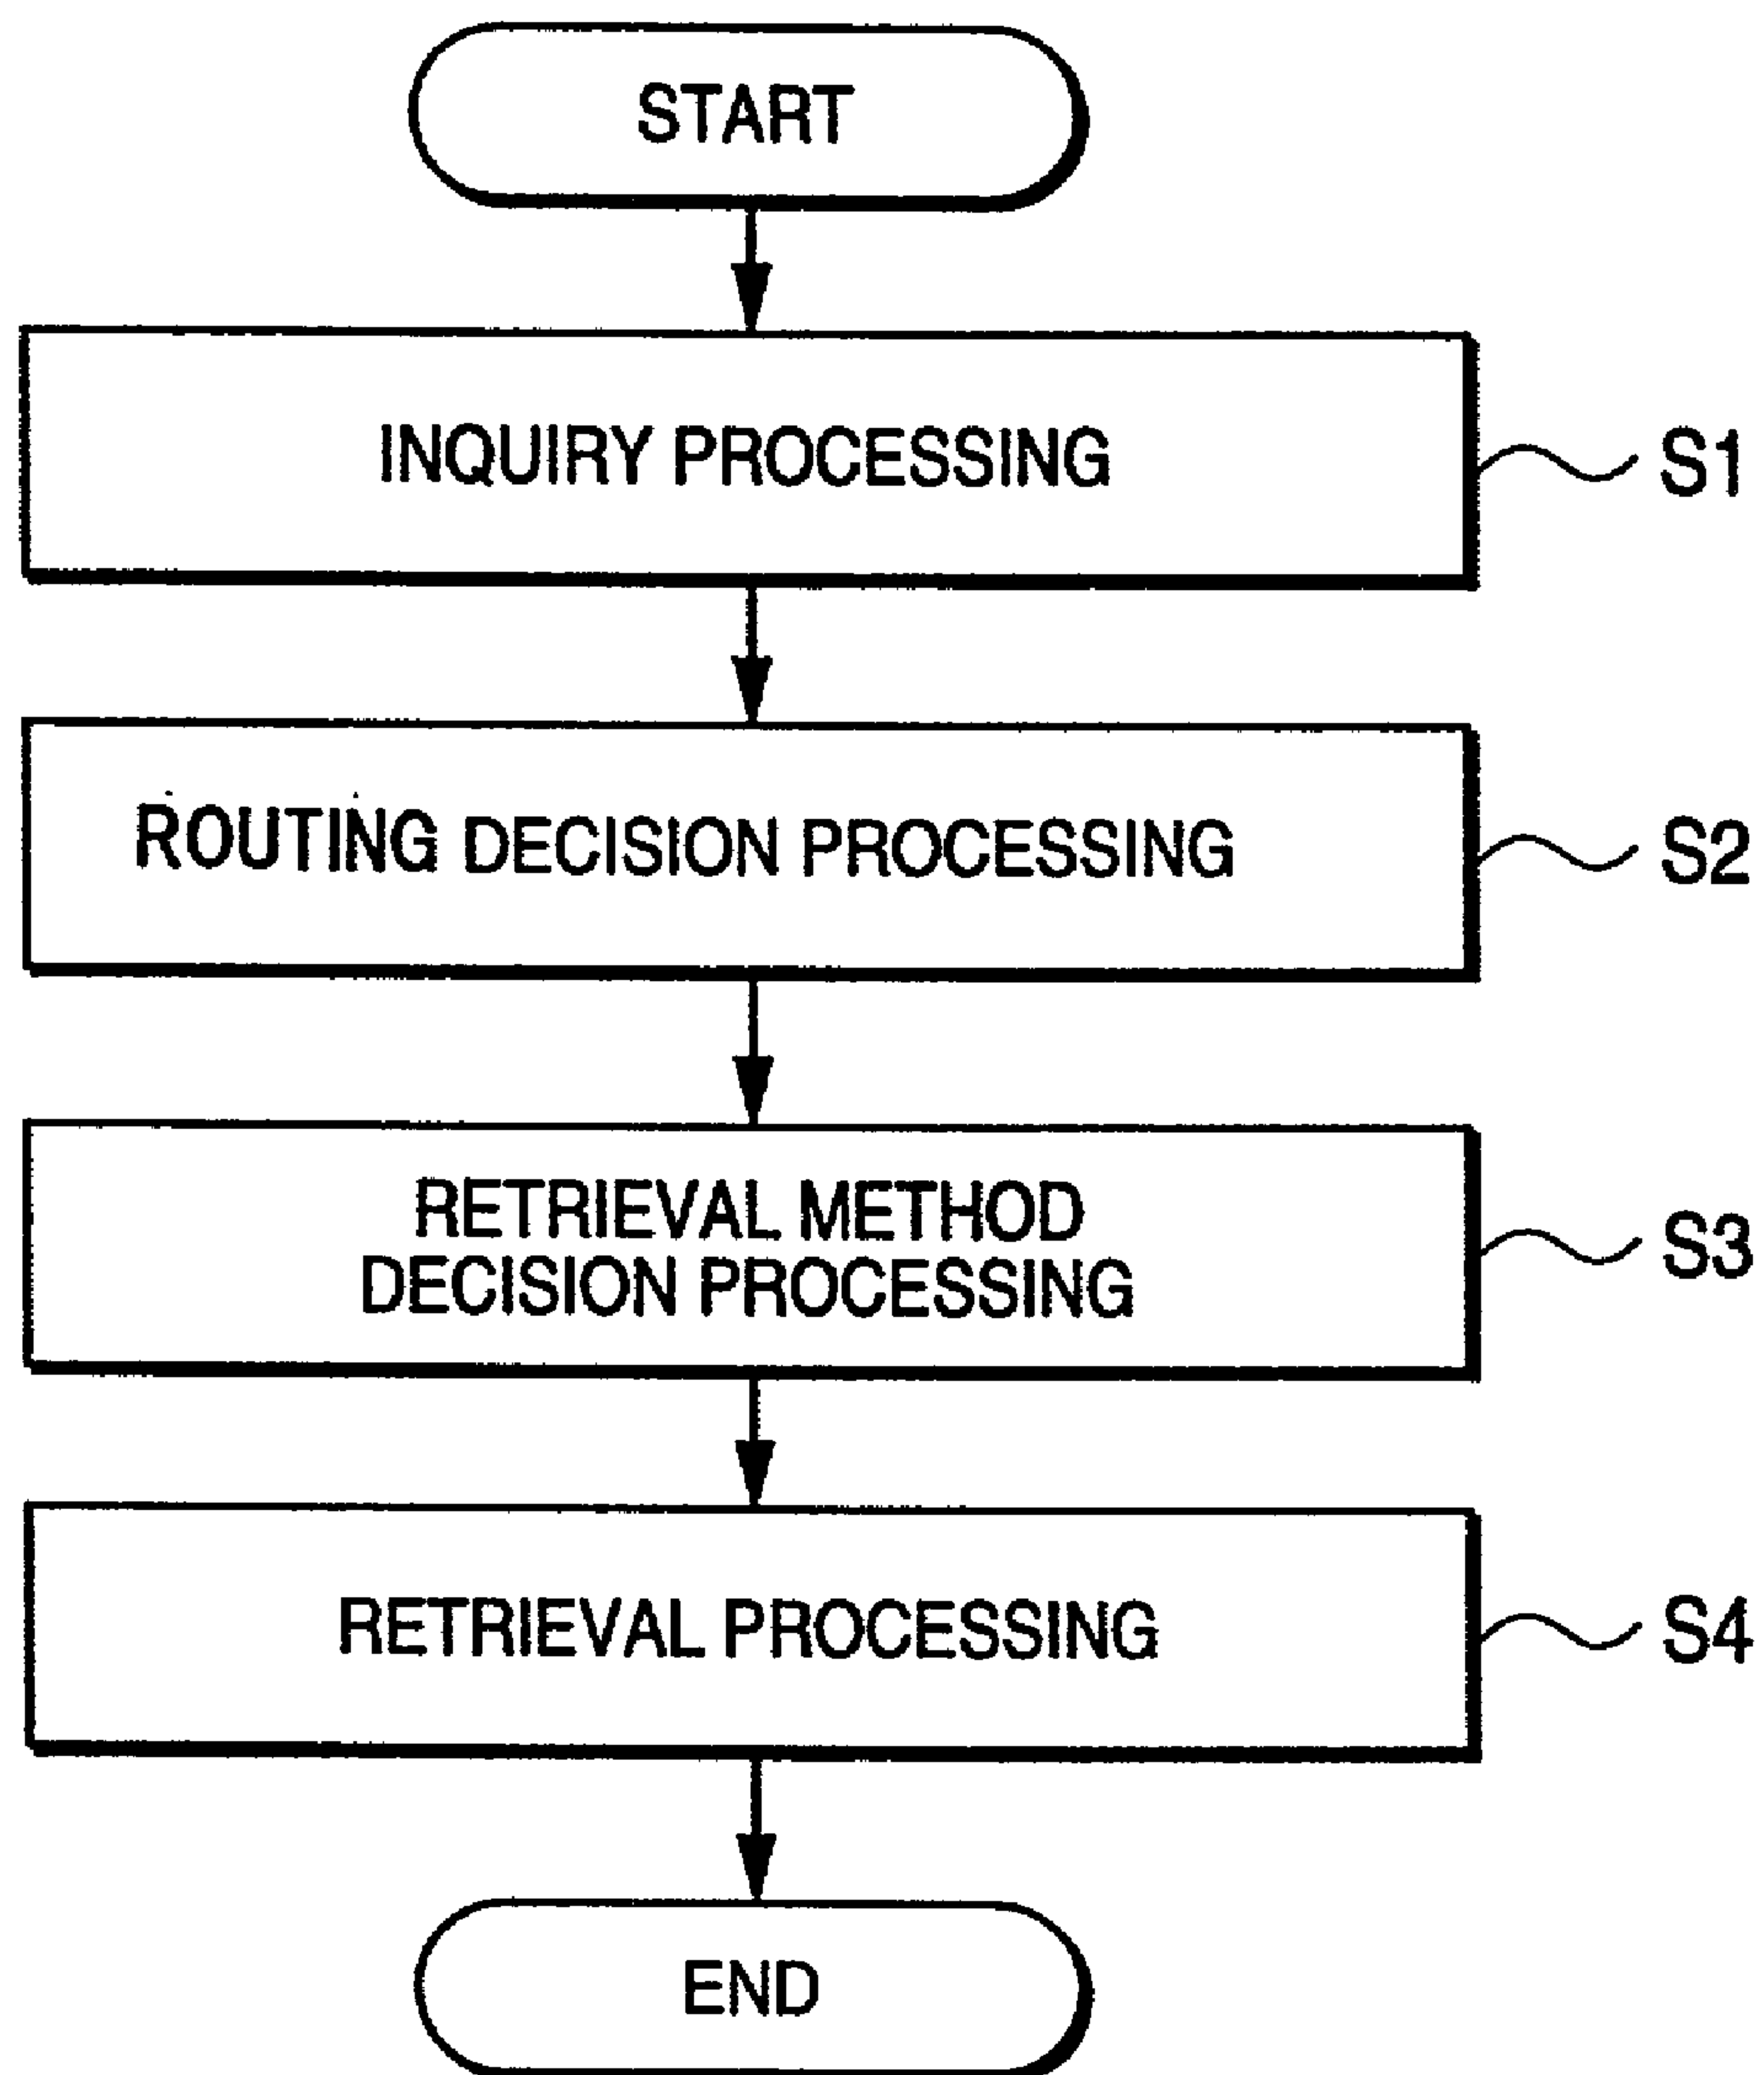 START
INQUIRY PROCESSING
S1
ROUTING DECISION PROCESSING
S2
RETRIEVAL METHOD
DECISION PROCESSING
S3
RETRIEVAL PROCESSING
S4
END